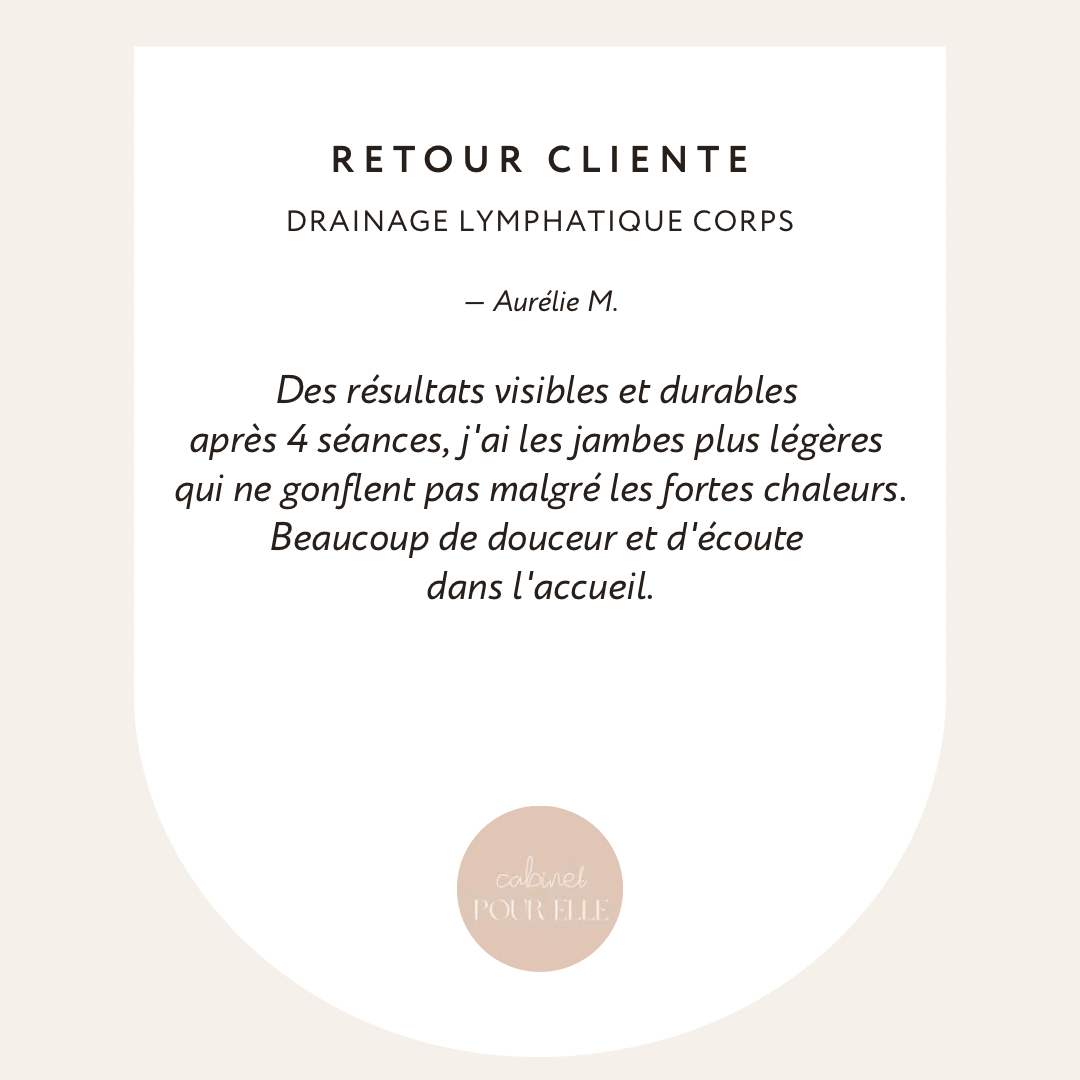 RETOUR CLIENTE
DRAINAGE LYMPHATIQUE CORPS
– Aurélie M.
Des résultats visibles et durables
après 4 séances, j'ai les jambes plus légères
qui ne gonflent pas malgré les fortes chaleurs.
Beaucoup de douceur et d'écoute
dans l'accueil.
cabinet
POUR ELLE